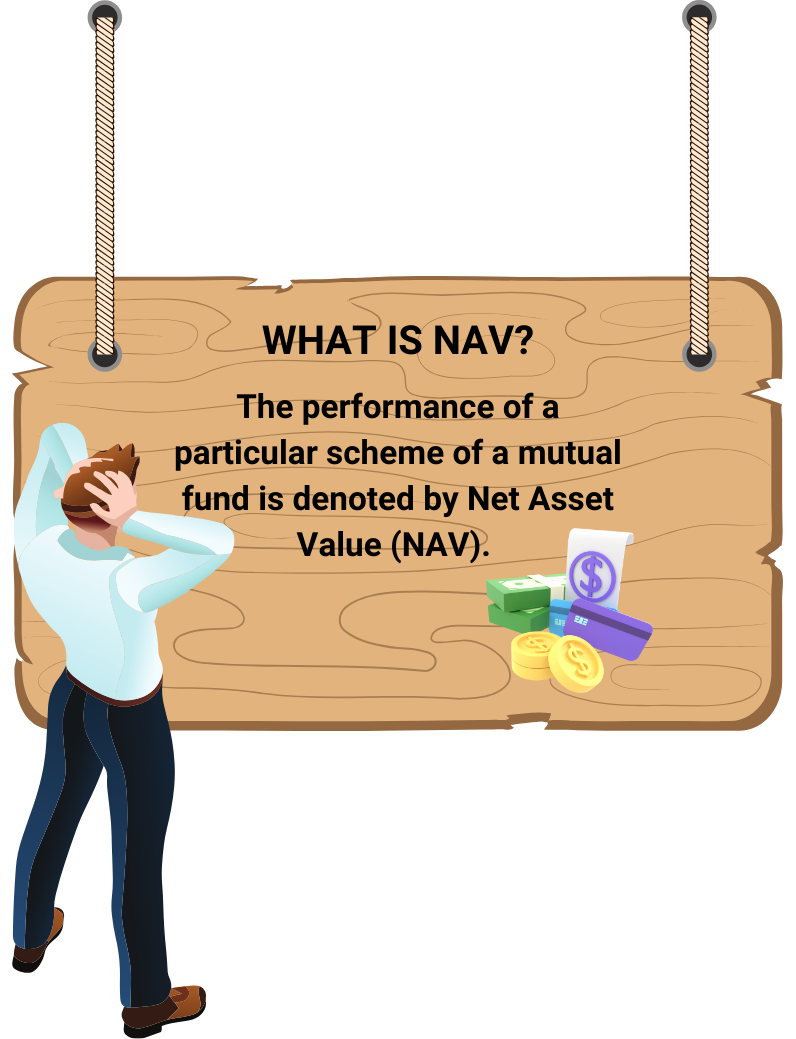 WHAT IS NAV?
The performance of a
particular scheme of a mutual
fund is denoted by Net Asset
Value (NAV).